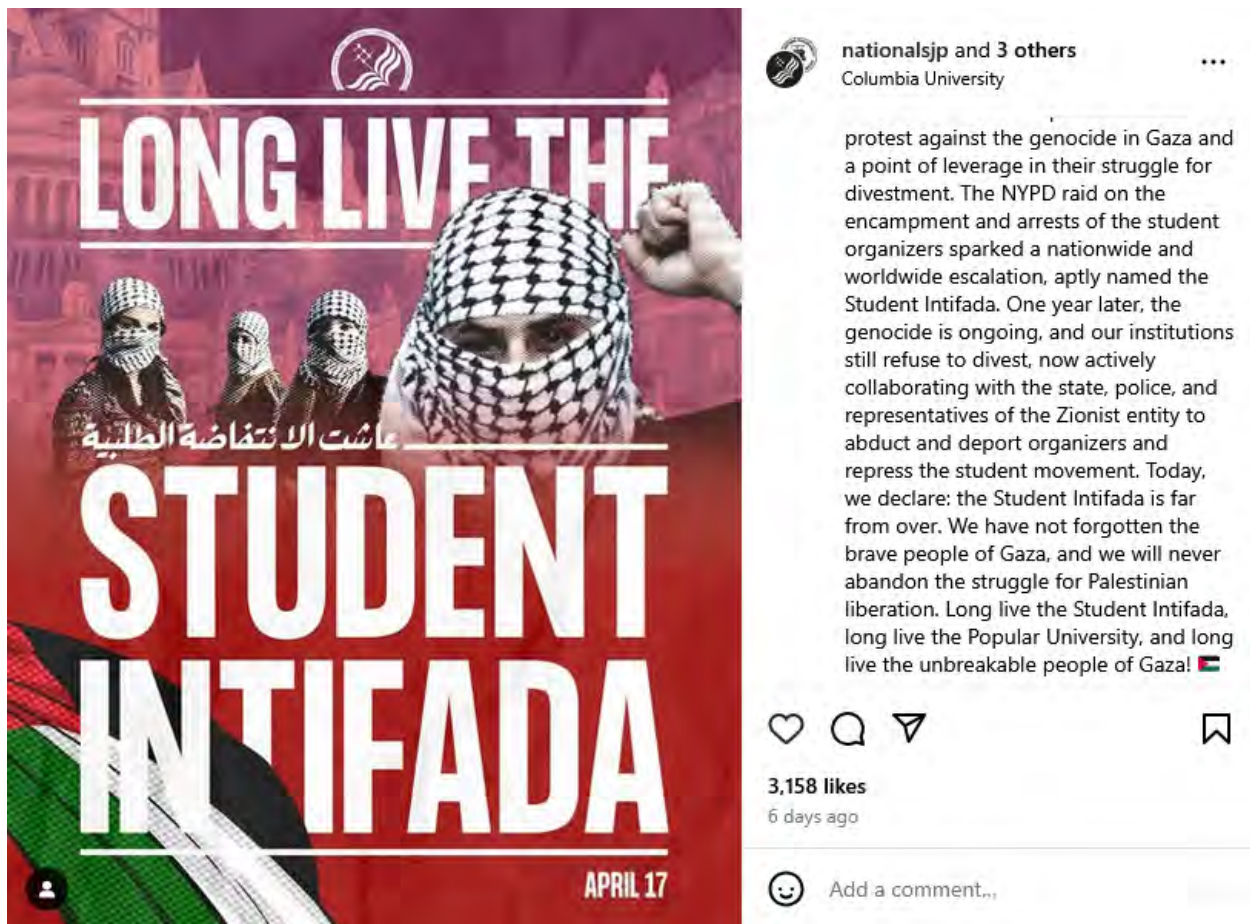 LONG LIVE THE
عاشت الانتفاضة الطلبية
STUDENT
INTIFADA
APRIL 17
nationalsjp and 3 others
Columbia University
protest against the genocide in Gaza and
a point of leverage in their struggle for
divestment. The NYPD raid on the
encampment and arrests of the student
organizers sparked a nationwide and
worldwide escalation, aptly named the
Student Intifada. One year later, the
genocide is ongoing, and our institutions
still refuse to divest, now actively
collaborating with the state, police, and
representatives of the Zionist entity to
abduct and deport organizers and
repress the student movement. Today,
we declare: the Student Intifada is far
from over. We have not forgotten the
brave people of Gaza, and we will never
abandon the struggle for Palestinian
liberation. Long live the Student Intifada,
long live the Popular University, and long
live the unbreakable people of Gaza! 🇵🇸
3,158 likes
6 days ago
Add a comment...